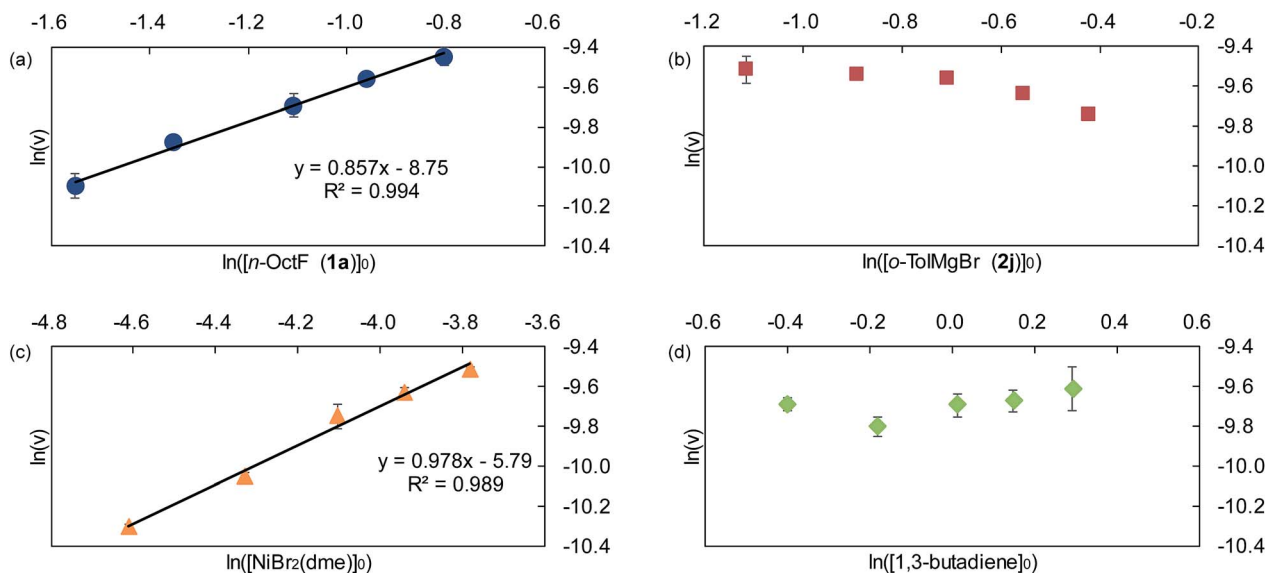 -1.6 -1.4 -1.2 -1.0 -0.8 -0.6
(a)
-9.4
-9.6
-9.8
-10.0
-10.2
-10.4
ln(v)
y = 0.857x - 8.75
R² = 0.994
ln([n-OctF (1a)]₀)
-1.2 -1.0 -0.8 -0.6 -0.4 -0.2
(b)
-9.4
-9.6
-9.8
-10.0
-10.2
-10.4
ln(v)
ln([o-TolMgBr (2j)]₀)
-4.8 -4.6 -4.4 -4.2 -4.0 -3.8 -3.6
(c)
-9.4
-9.6
-9.8
-10.0
-10.2
-10.4
ln(v)
y = 0.978x - 5.79
R² = 0.989
ln([NiBr₂(dme)]₀)
-0.6 -0.4 -0.2 0.0 0.2 0.4 0.6
(d)
-9.4
-9.6
-9.8
-10.0
-10.2
-10.4
ln(v)
ln([1,3-butadiene]₀)